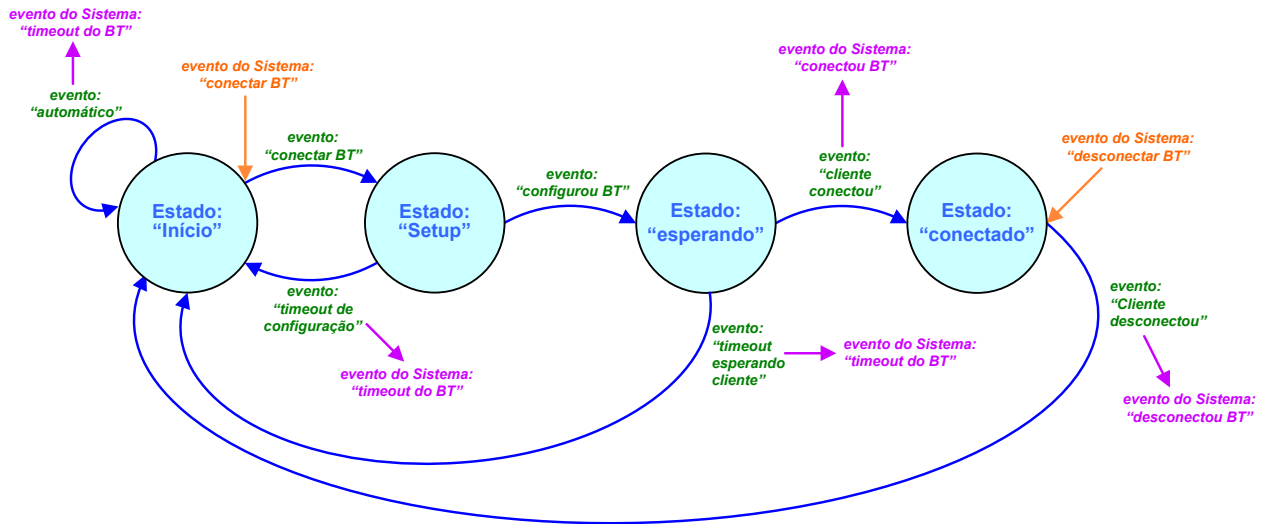 evento do Sistema:
“timeout do BT”
evento:
“automático”
evento do Sistema:
“conectar BT”
evento:
“conectar BT”
evento:
“configurou BT”
evento do Sistema:
“conectou BT”
evento:
“cliente
conectou”
evento do Sistema:
“desconectar BT”
Estado:
“Início”
Estado:
“Setup”
Estado:
“esperando”
Estado:
“conectado”
evento:
“timeout de
configuração”
evento do Sistema:
“timeout do BT”
evento:
“timeout
esperando
cliente”
evento do Sistema:
“timeout do BT”
evento:
“Cliente
desconectou”
evento do Sistema:
“desconectou BT”